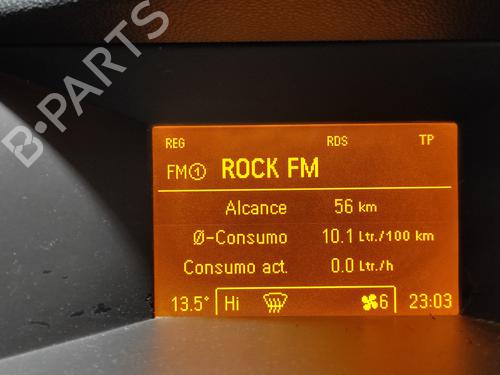 B-PARTS
REG RDS TP
FM① ROCK FM
Alcance 56 km
Ø-Consumo 10.1 Ltr./100 km
Consumo act. 0.0 Ltr./h
13.5° Hi 6 23:03